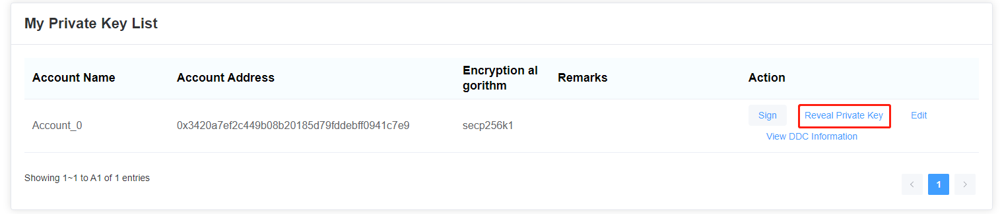 My Private Key List
Account Name Account Address Encryption al Remarks Action
gorithm
Account_0 0x3420a7ef2c449b08b20185d79fddebff0941c7e9 secp256k1 Sign Reveal Private Key Edit
View DDC Information
Showing 1~1 to A1 of 1 entries
< 1 >